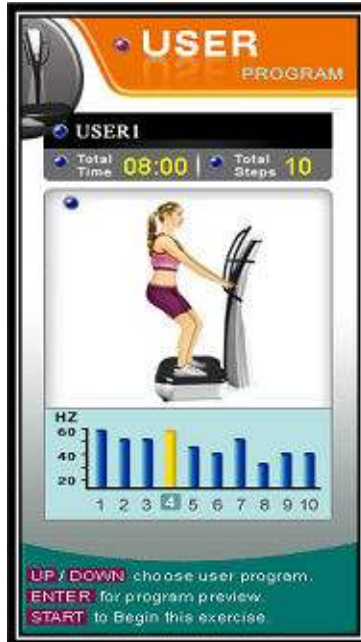 USER
PROGRAM
USER1
Total Time 08:00 | Total Steps 10
HZ
60
40
20
1 2 3 4 5 6 7 8 9 10
UP / DOWN choose user program.
ENTER for program preview.
START to Begin this exercise.